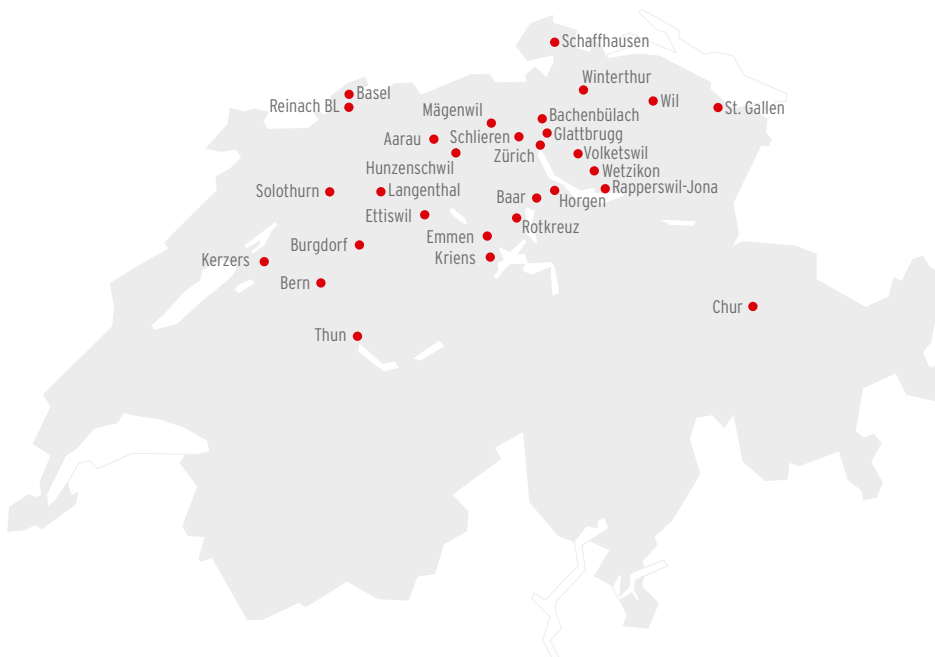 Schaffhausen
Winterthur
Basel
Wil
Reinach BL
St. Gallen
Mägenwil
Bachenbülach
Glattbrugg
Schlieren
Aarau
Zürich
Volketswil
Hunzenschwil
Wetzikon
Rapperswil-Jona
Solothurn
Langenthal
Baar
Horgen
Ettiswil
Rotkreuz
Emmen
Burgdorf
Kriens
Kerzers
Bern
Chur
Thun